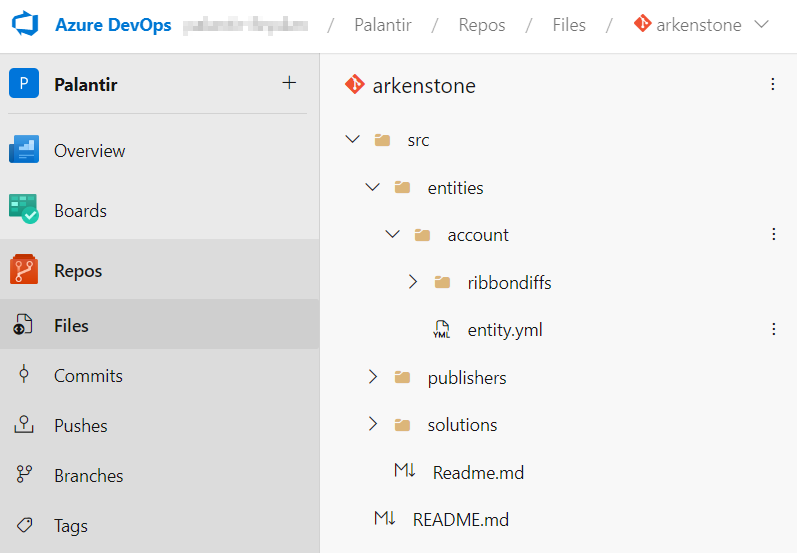 Azure DevOps / Palantir / Repos / Files / arkenstone
P Palantir
Overview
Boards
Repos
Files
Commits
Pushes
Branches
Tags
arkenstone
src
entities
account
ribbondiffs
YML entity.yml
publishers
solutions
M↓ Readme.md
M↓ README.md